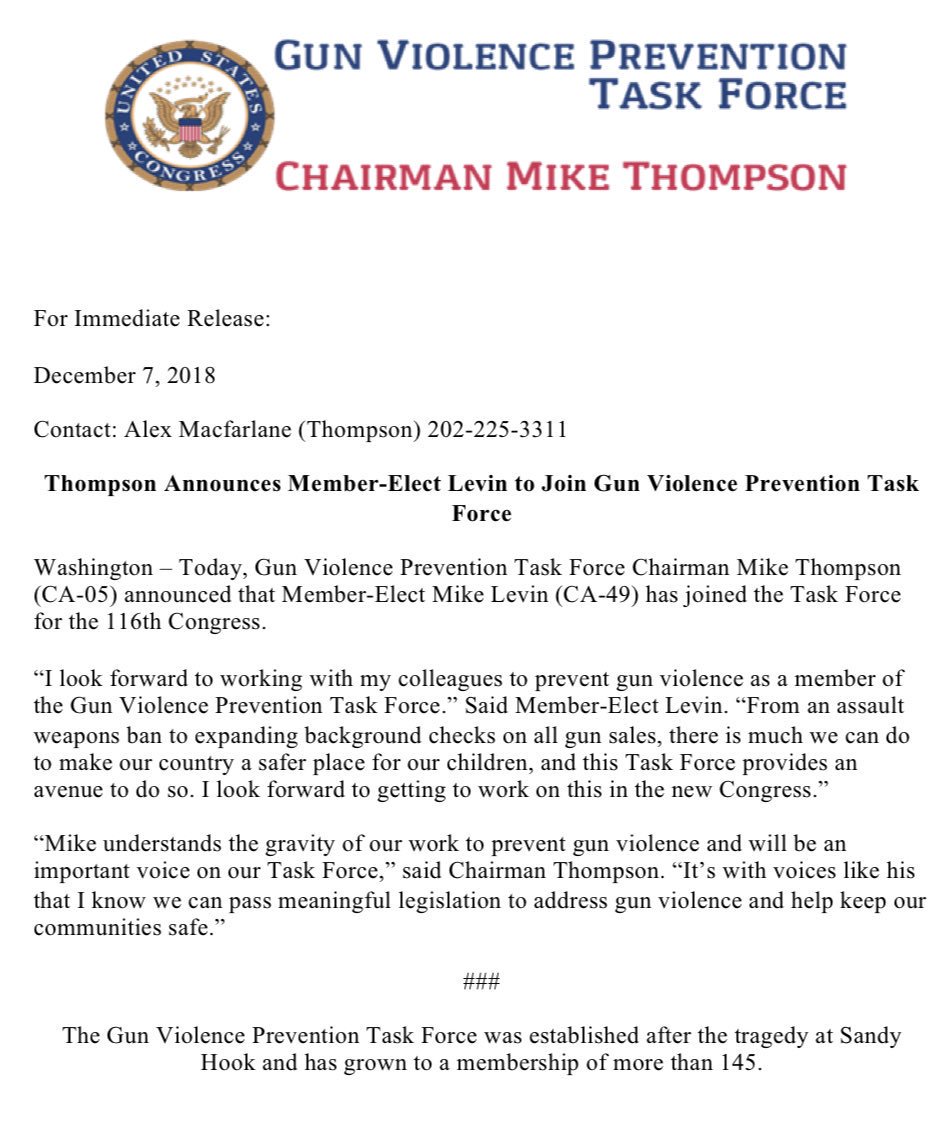 UNITED STATES
CONGRESS
GUN VIOLENCE PREVENTION
TASK FORCE
CHAIRMAN MIKE THOMPSON
For Immediate Release:
December 7, 2018
Contact: Alex Macfarlane (Thompson) 202-225-3311
Thompson Announces Member-Elect Levin to Join Gun Violence Prevention Task
Force
Washington – Today, Gun Violence Prevention Task Force Chairman Mike Thompson
(CA-05) announced that Member-Elect Mike Levin (CA-49) has joined the Task Force
for the 116th Congress.
“I look forward to working with my colleagues to prevent gun violence as a member of
the Gun Violence Prevention Task Force.” Said Member-Elect Levin. “From an assault
weapons ban to expanding background checks on all gun sales, there is much we can do
to make our country a safer place for our children, and this Task Force provides an
avenue to do so. I look forward to getting to work on this in the new Congress.”
“Mike understands the gravity of our work to prevent gun violence and will be an
important voice on our Task Force,” said Chairman Thompson. “It’s with voices like his
that I know we can pass meaningful legislation to address gun violence and help keep our
communities safe.”
###
The Gun Violence Prevention Task Force was established after the tragedy at Sandy
Hook and has grown to a membership of more than 145.